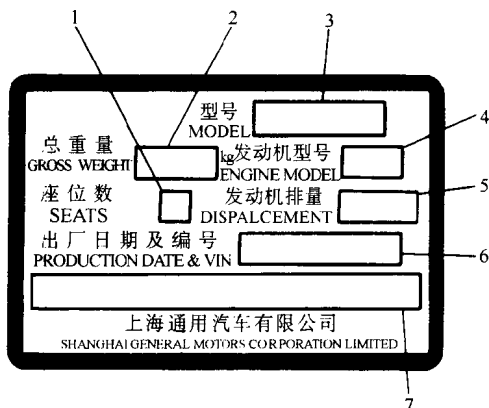 1
2
3
4
5
6
7
型号
MODEL
总重量
GROSS WEIGHT
kg
发动机型号
ENGINE MODEL
座位数
SEATS
发动机排量
DISPALCEMENT
出厂日期及编号
PRODUCTION DATE & VIN
上海通用汽车有限公司
SHANGHAI GENERAL MOTORS CORPORATION LIMITED